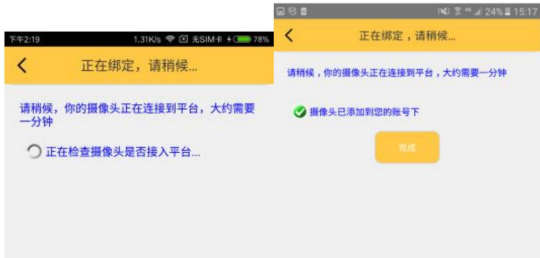 下午2:19
1.31K/s
无SIM卡
78%
正在绑定，请稍候...
请稍候，你的摄像头正在连接到平台，大约需要
一分钟
正在检查摄像头是否接入平台...
24%
15:17
正在绑定，请稍候...
请稍候，你的摄像头正在连接到平台，大约需要一分钟
摄像头已添加到您的账号下
完成